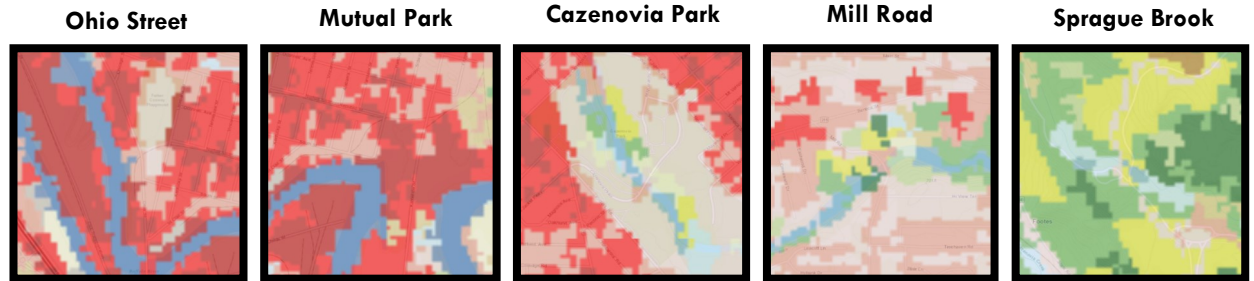 Ohio Street
Mutual Park
Cazenovia Park
Mill Road
Sprague Brook